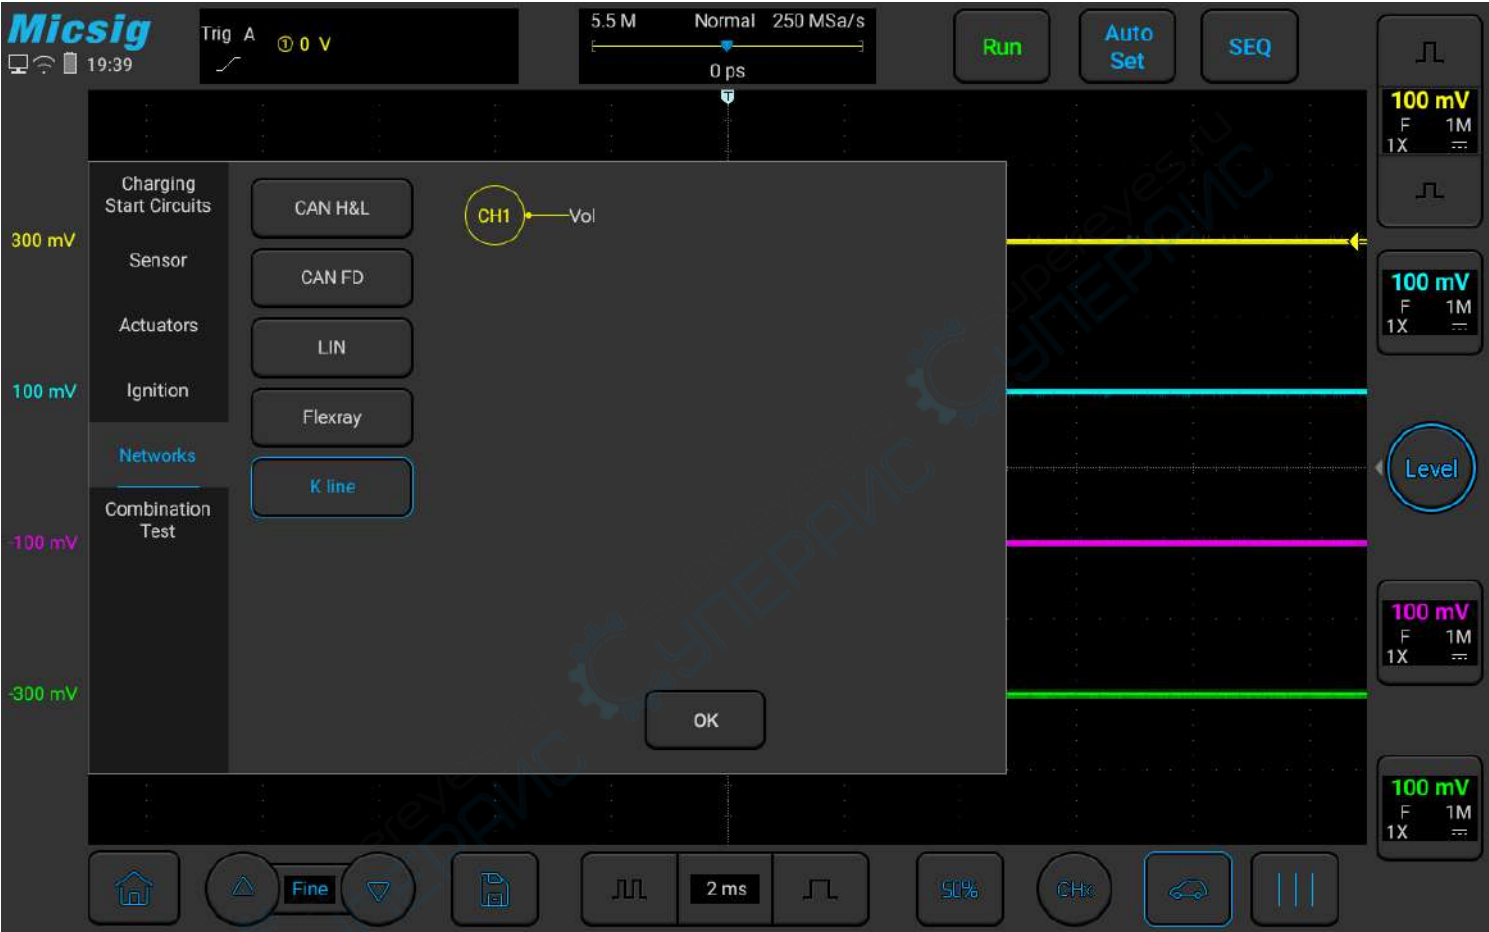 Micsig
19:39
Trig A
① 0 V
5.5 M Normal 250 MSa/s
0 ps
Run
Auto
Set
SEQ
T
100 mV
F 1M
1X
300 mV
100 mV
-100 mV
-300 mV
Charging
Start Circuits
Sensor
Actuators
Ignition
Networks
Combination
Test
CAN H&L
CAN FD
LIN
Flexray
K line
CH1
Vol
OK
100 mV
F 1M
1X
Level
100 mV
F 1M
1X
100 mV
F 1M
1X
Fine
2 ms
50%
CHx
supereyes.ru
СУПЕРАЙС